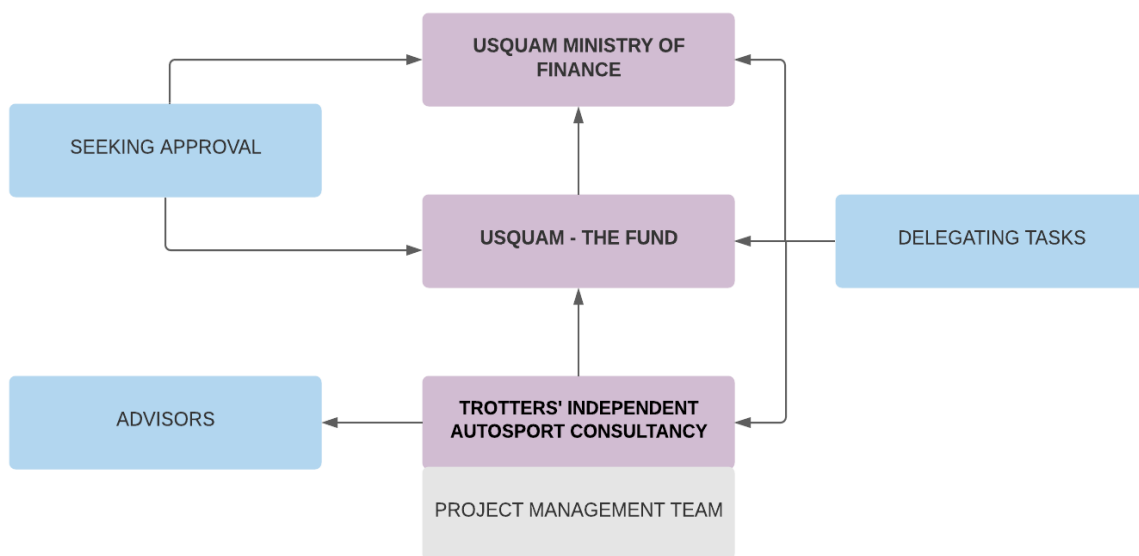 USQUAM MINISTRY OF
FINANCE
SEEKING APPROVAL
USQUAM - THE FUND
DELEGATING TASKS
ADVISORS
TROTTERS' INDEPENDENT
AUTOSPORT CONSULTANCY
PROJECT MANAGEMENT TEAM